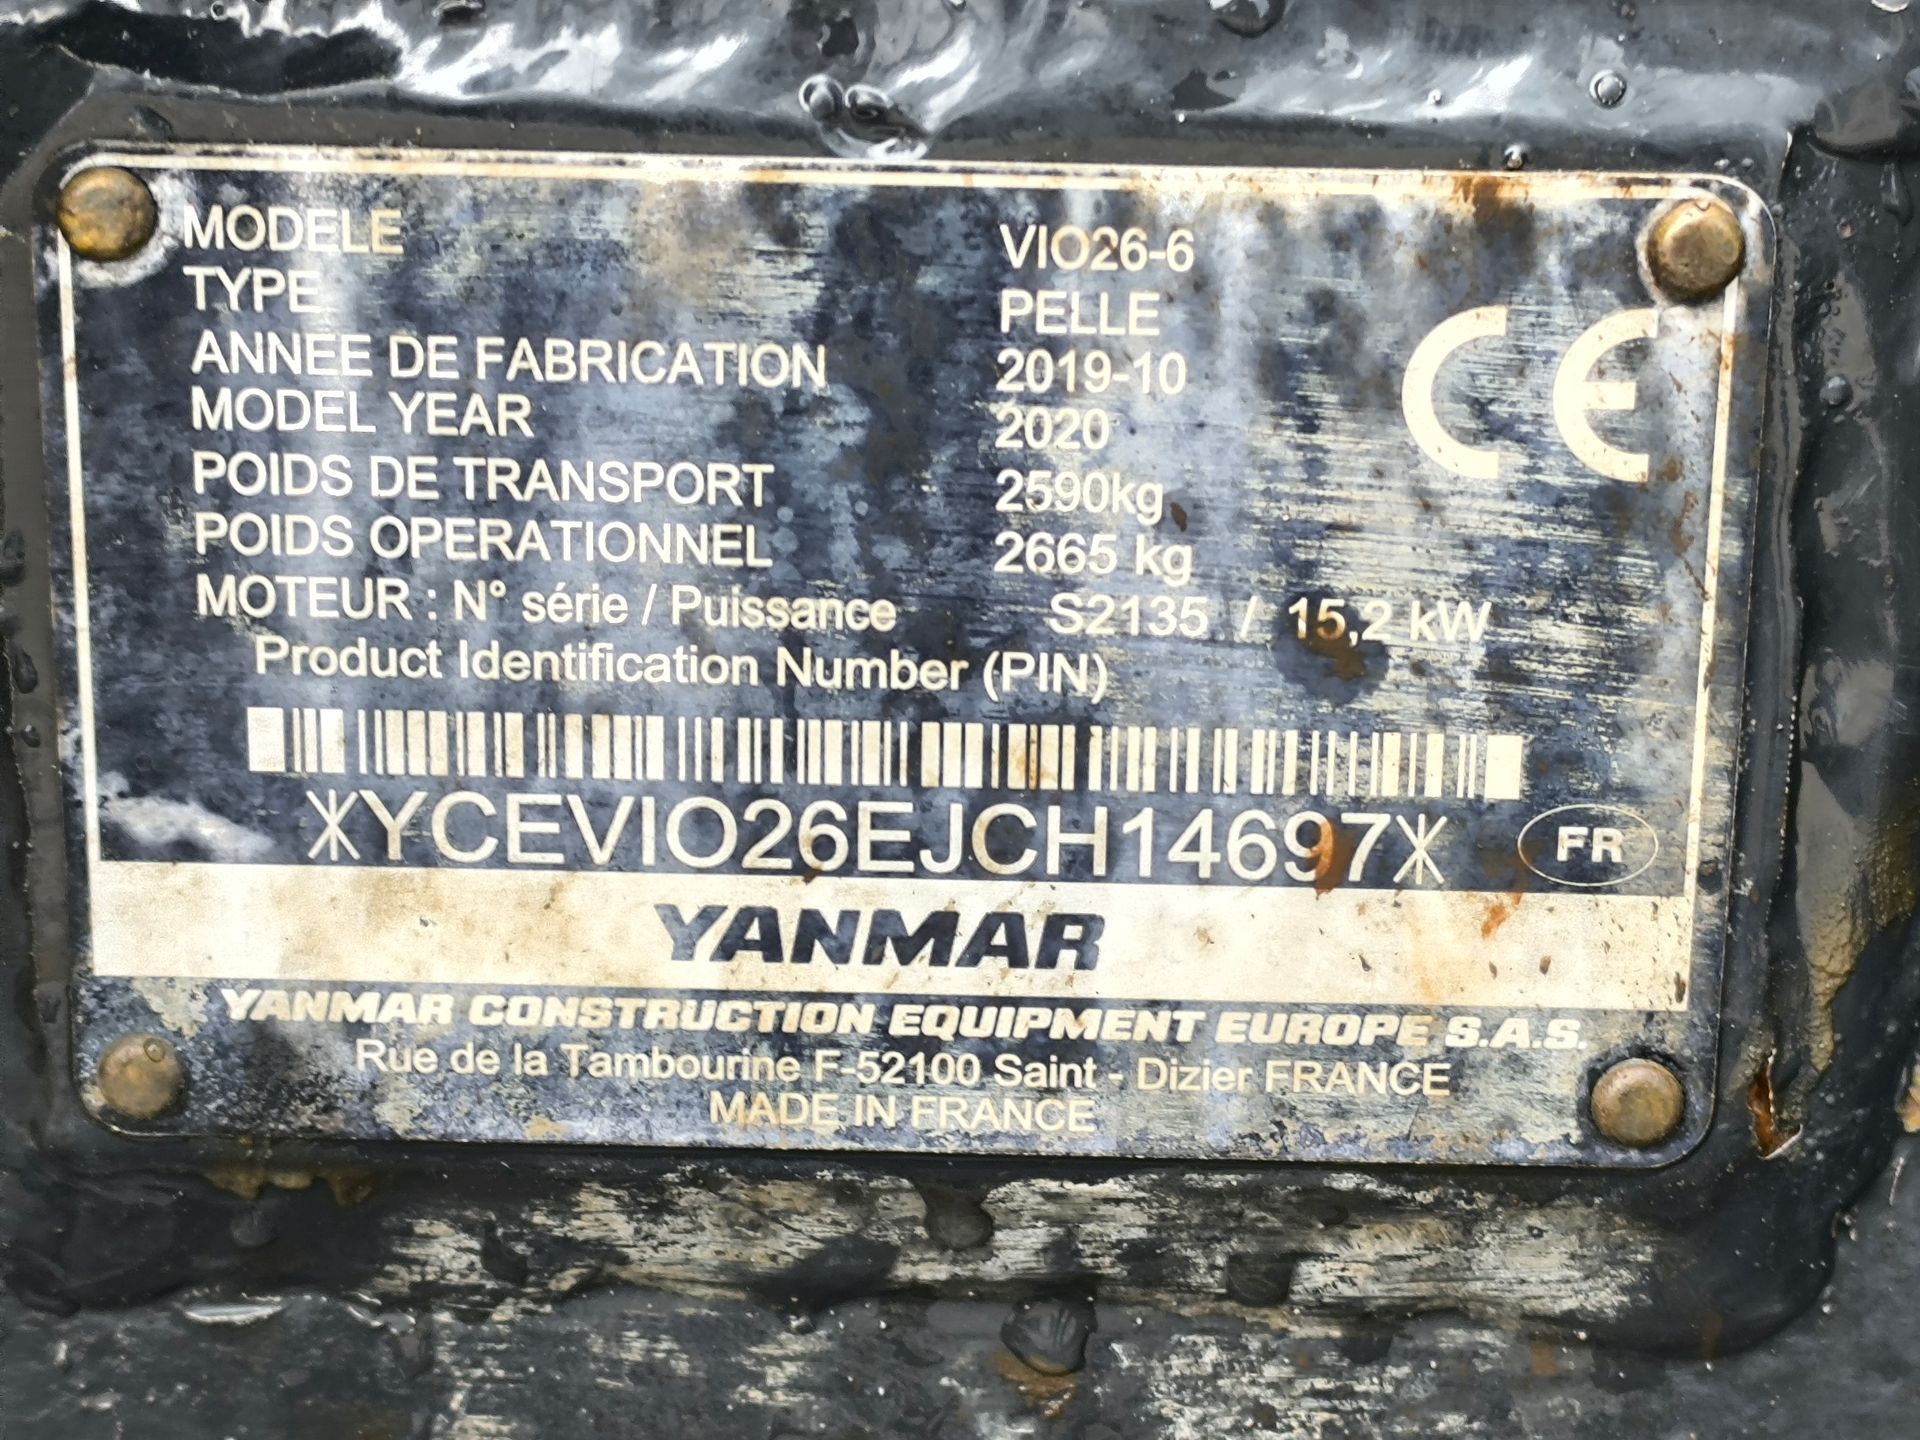 MODELE VIO26-6
TYPE PELLE
ANNEE DE FABRICATION 2019-10
MODEL YEAR 2020
POIDS DE TRANSPORT 2590kg
POIDS OPERATIONNEL 2665 kg
MOTEUR : N° série / Puissance S2135 / 15,2 kW
Product Identification Number (PIN)
CE
*YCEVIO26EJCH14697* FR
YANMAR
YANMAR CONSTRUCTION EQUIPMENT EUROPE S.A.S.
Rue de la Tambourine F-52100 Saint - Dizier FRANCE
MADE IN FRANCE